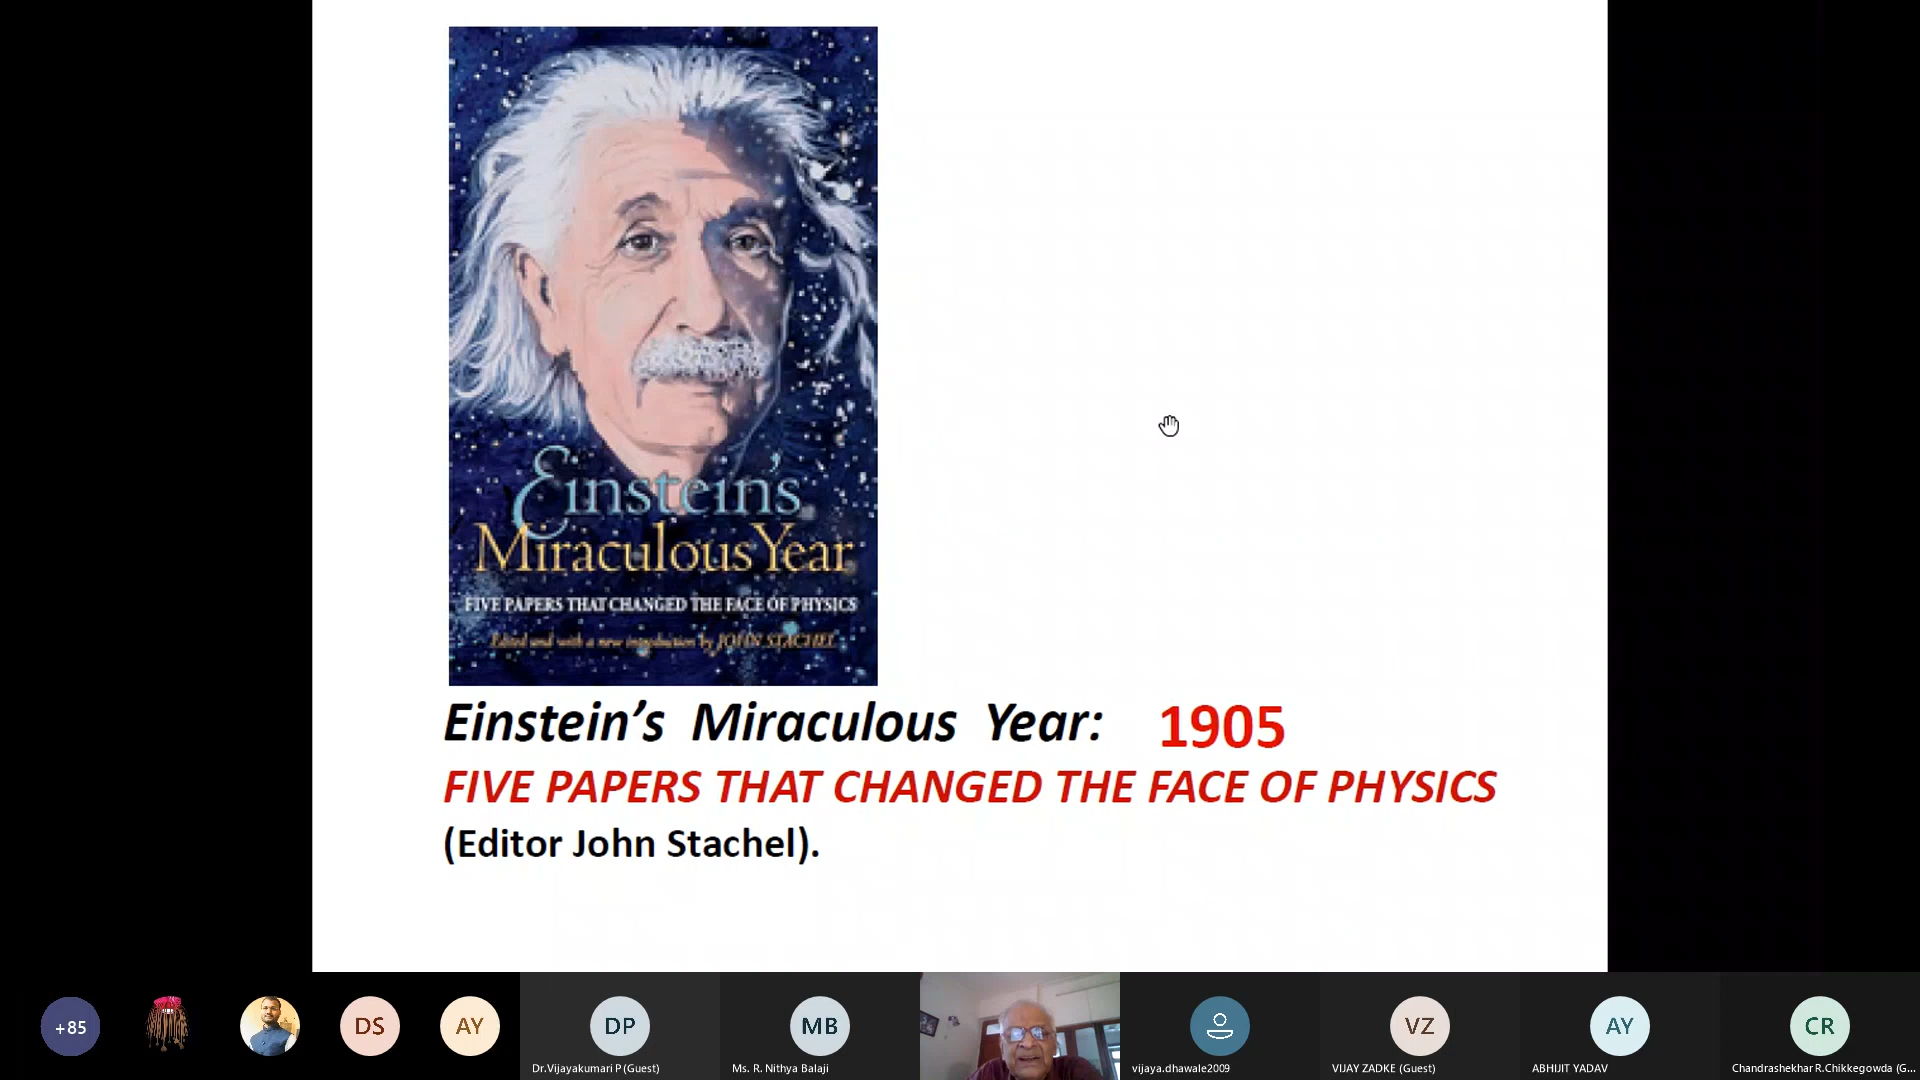 Einstein's
Miraculous Year
FIVE PAPERS THAT CHANGED THE FACE OF PHYSICS
Edited and with a new introduction by JOHN STACHEL
Einstein’s Miraculous Year: 1905
FIVE PAPERS THAT CHANGED THE FACE OF PHYSICS
(Editor John Stachel).
+85
DS
AY
DP
MB
VZ
AY
CR
Dr.Vijayakumari P (Guest)
Ms. R. Nithya Balaji
vijaya.dhawale2009
VIJAY ZADKE (Guest)
ABHIJIT YADAV
Chandrashekhar R.Chikkegowda (G...